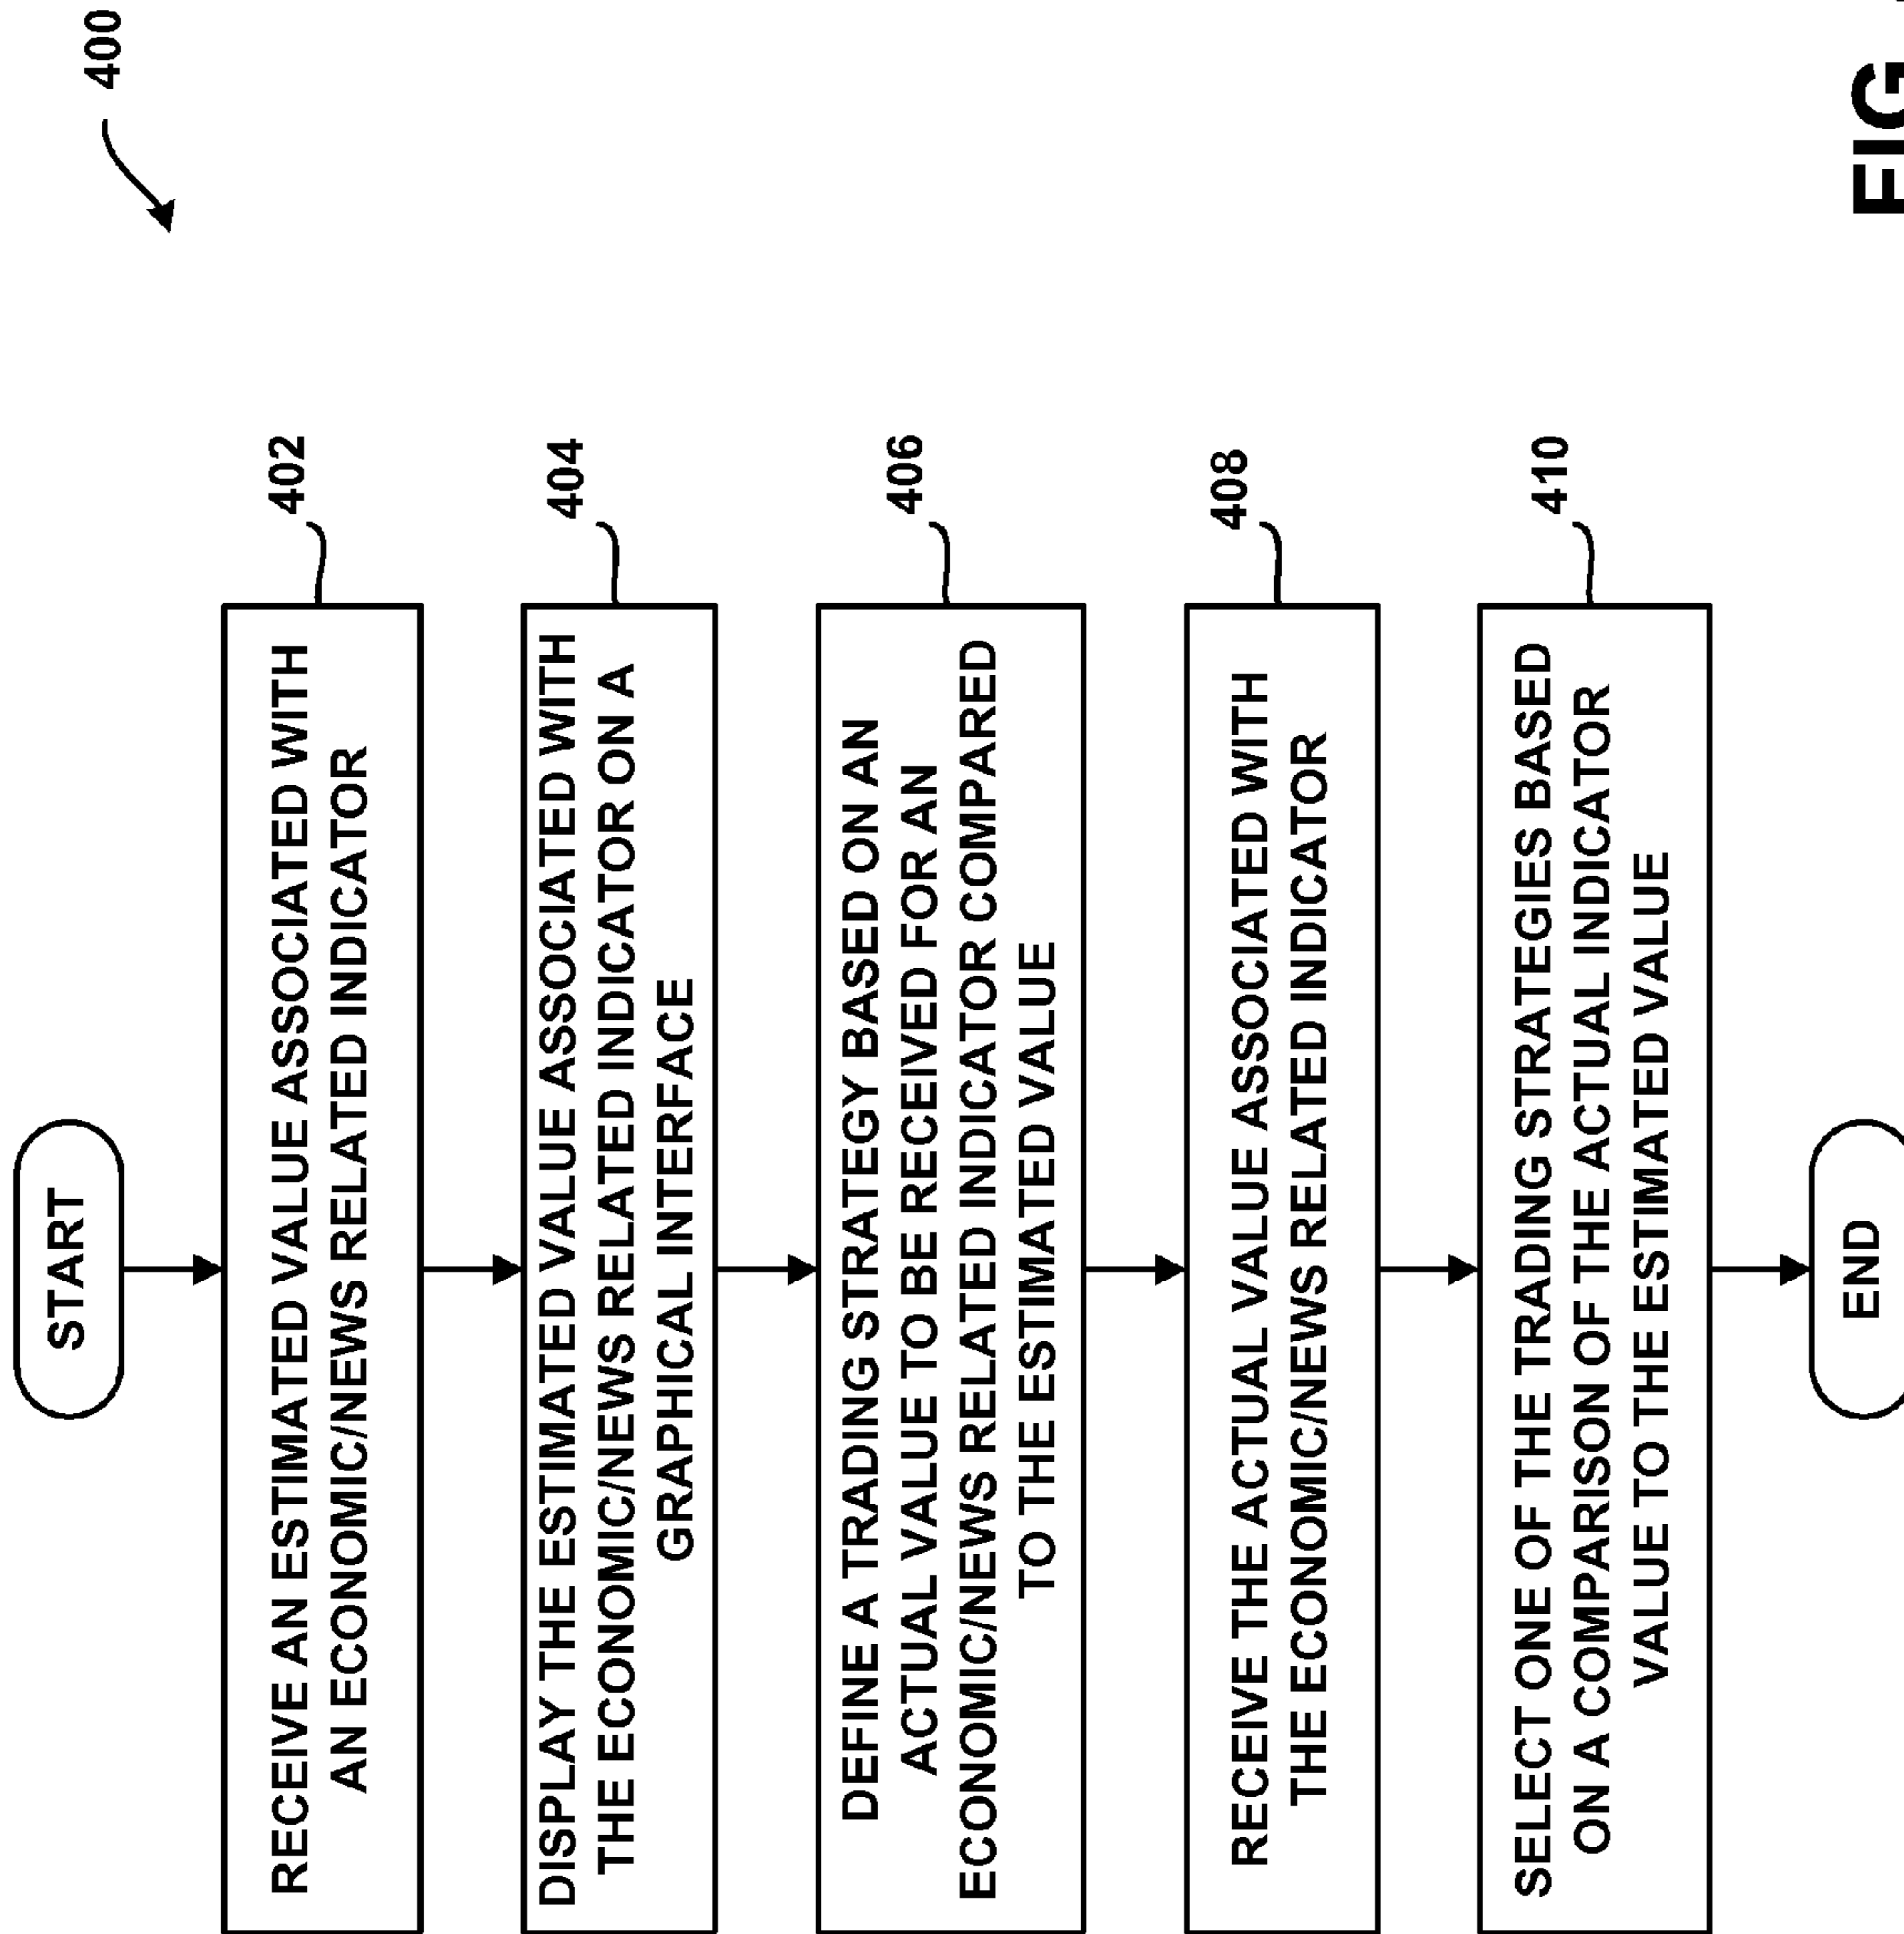 400
START
402
RECEIVE AN ESTIMATED VALUE ASSOCIATED WITH
AN ECONOMIC/NEWS RELATED INDICATOR
404
DISPLAY THE ESTIMATED VALUE ASSOCIATED WITH
THE ECONOMIC/NEWS RELATED INDICATOR ON A
GRAPHICAL INTERFACE
406
DEFINE A TRADING STRATEGY BASED ON AN
ACTUAL VALUE TO BE RECEIVED FOR AN
ECONOMIC/NEWS RELATED INDICATOR COMPARED
TO THE ESTIMATED VALUE
408
RECEIVE THE ACTUAL VALUE ASSOCIATED WITH
THE ECONOMIC/NEWS RELATED INDICATOR
410
SELECT ONE OF THE TRADING STRATEGIES BASED
ON A COMPARISON OF THE ACTUAL INDICATOR
VALUE TO THE ESTIMATED VALUE
END
FIG